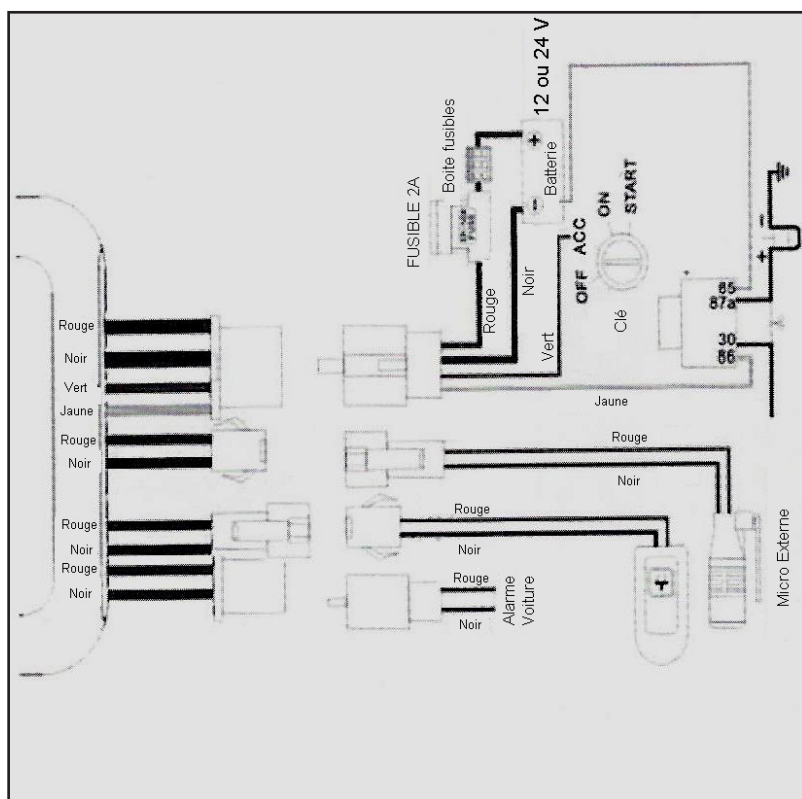 12 ou 24 V
Boite fusibles
FUSIBLE 2A
FUSE
+
-
Batterie
Rouge
Noir
Vert
OFF
ACC
ON
START
Clé
85
87a
30
86
+
-
Jaune
Rouge
Noir
Vert
Jaune
Rouge
Noir
Rouge
Noir
Rouge
Noir
Rouge
Noir
Micro Externe
Rouge
Noir
Rouge
Noir
Alarme
Voiture